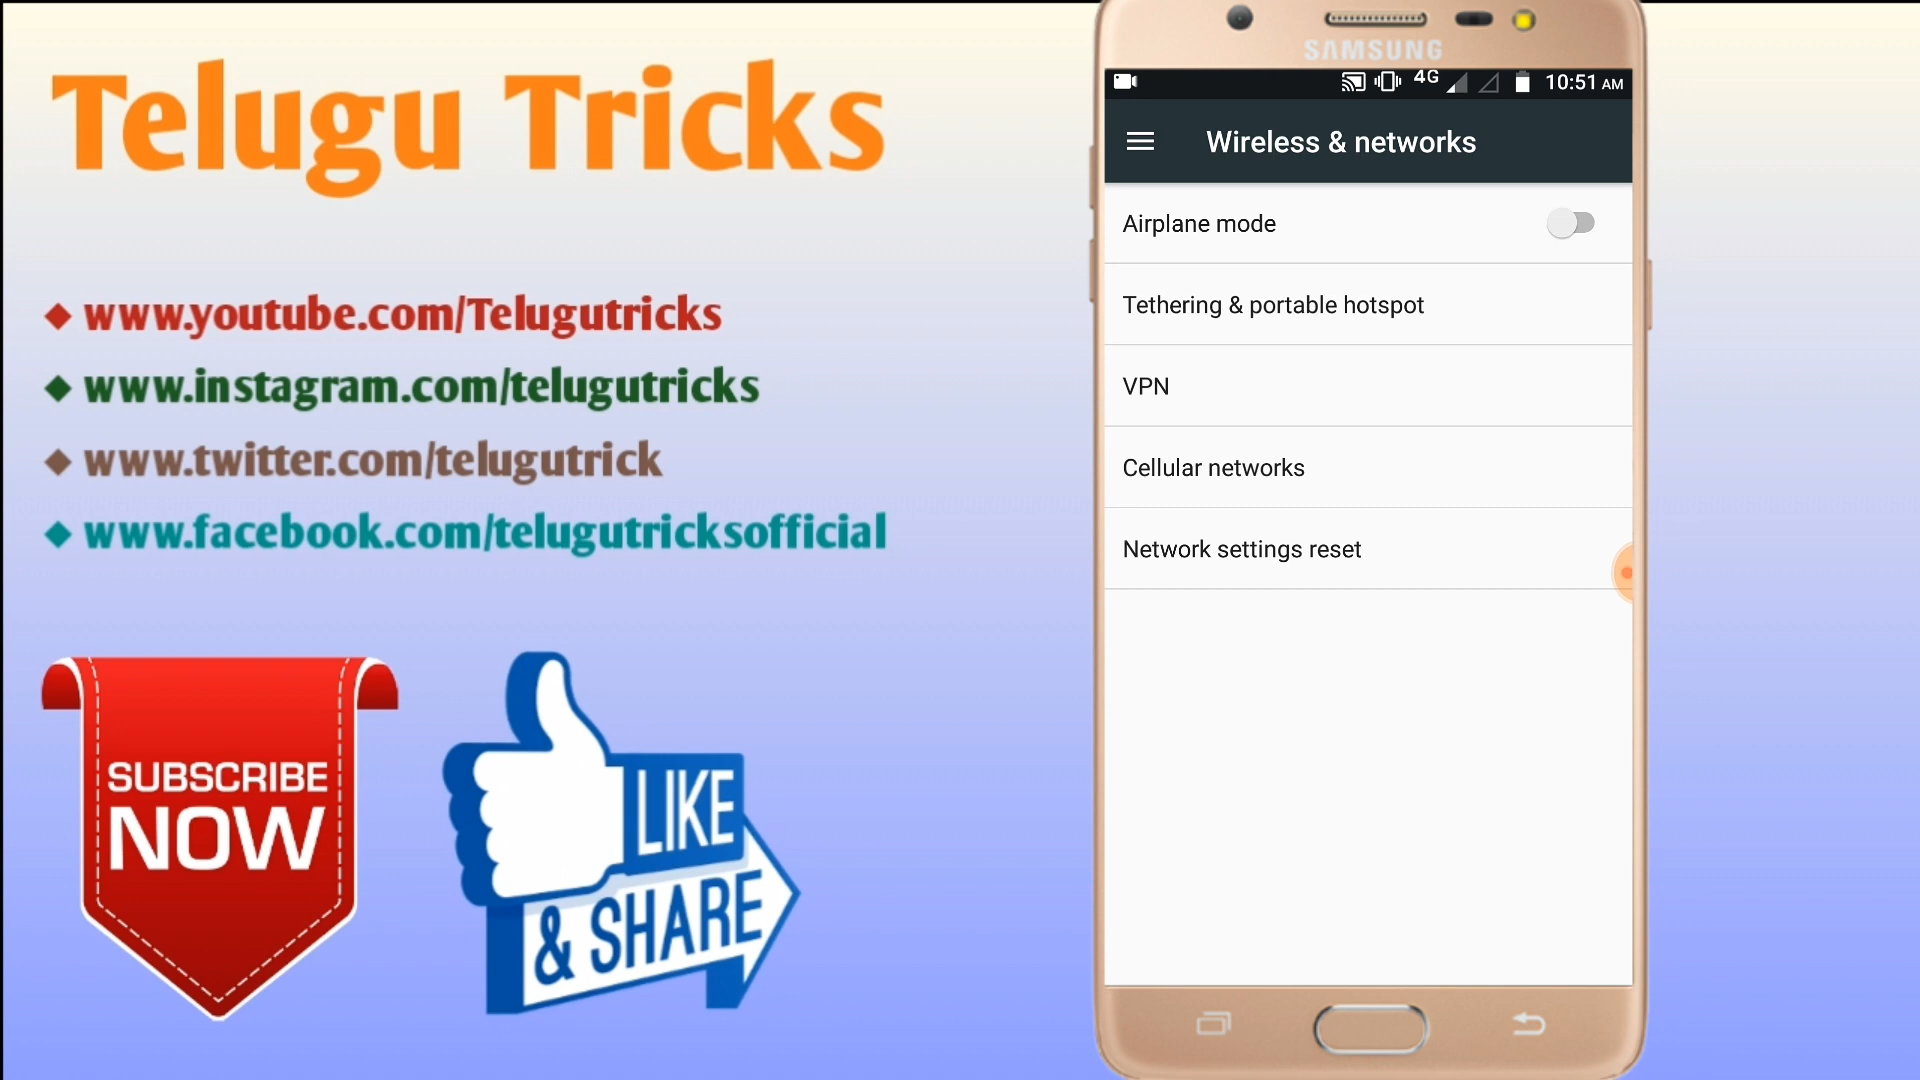 Telugu Tricks
www.youtube.com/Telugutricks
www.instagram.com/telugutricks
www.twitter.com/telugutrick
www.facebook.com/telugutricksofficial
SUBSCRIBE
NOW
LIKE
& SHARE
SAMSUNG
4G 10:51 AM
Wireless & networks
Airplane mode
Tethering & portable hotspot
VPN
Cellular networks
Network settings reset